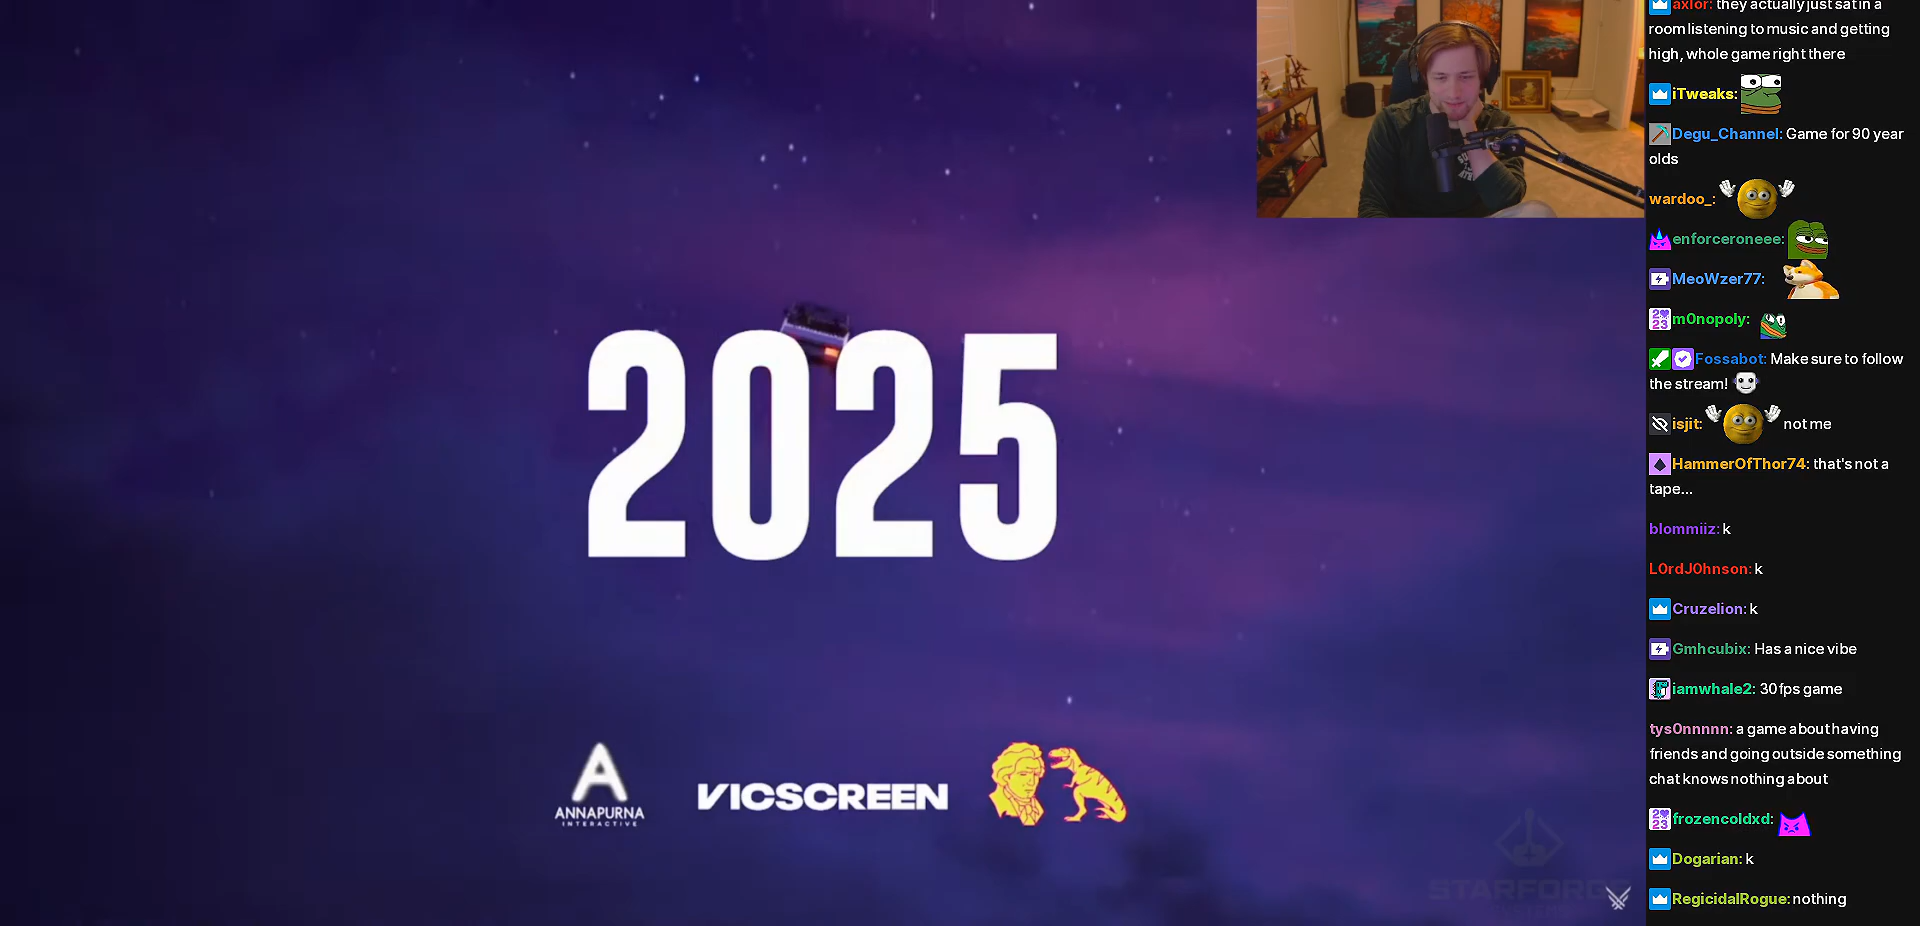 2025
ANNAPURNA
INTERACTIVE
VICSCREEN
STARFORGE
axlor: they actually just sat in a
room listening to music and getting
high, whole game right there
iTweaks:
Degu_Channel: Game for 90 year
olds
wardoo_:
enforceroneee:
MeoWzer77:
m0nopoly:
Fossabot: Make sure to follow
the stream!
isjit: not me
HammerOfThor74: that's not a
tape...
blommiiz: k
L0rdJ0hnson: k
Cruzelion: k
Gmhcubix: Has a nice vibe
iamwhale2: 30fps game
tys0nnnnn: a game about having
friends and going outside something
chat knows nothing about
frozencoldxd:
Dogarian: k
RegicidalRogue: nothing